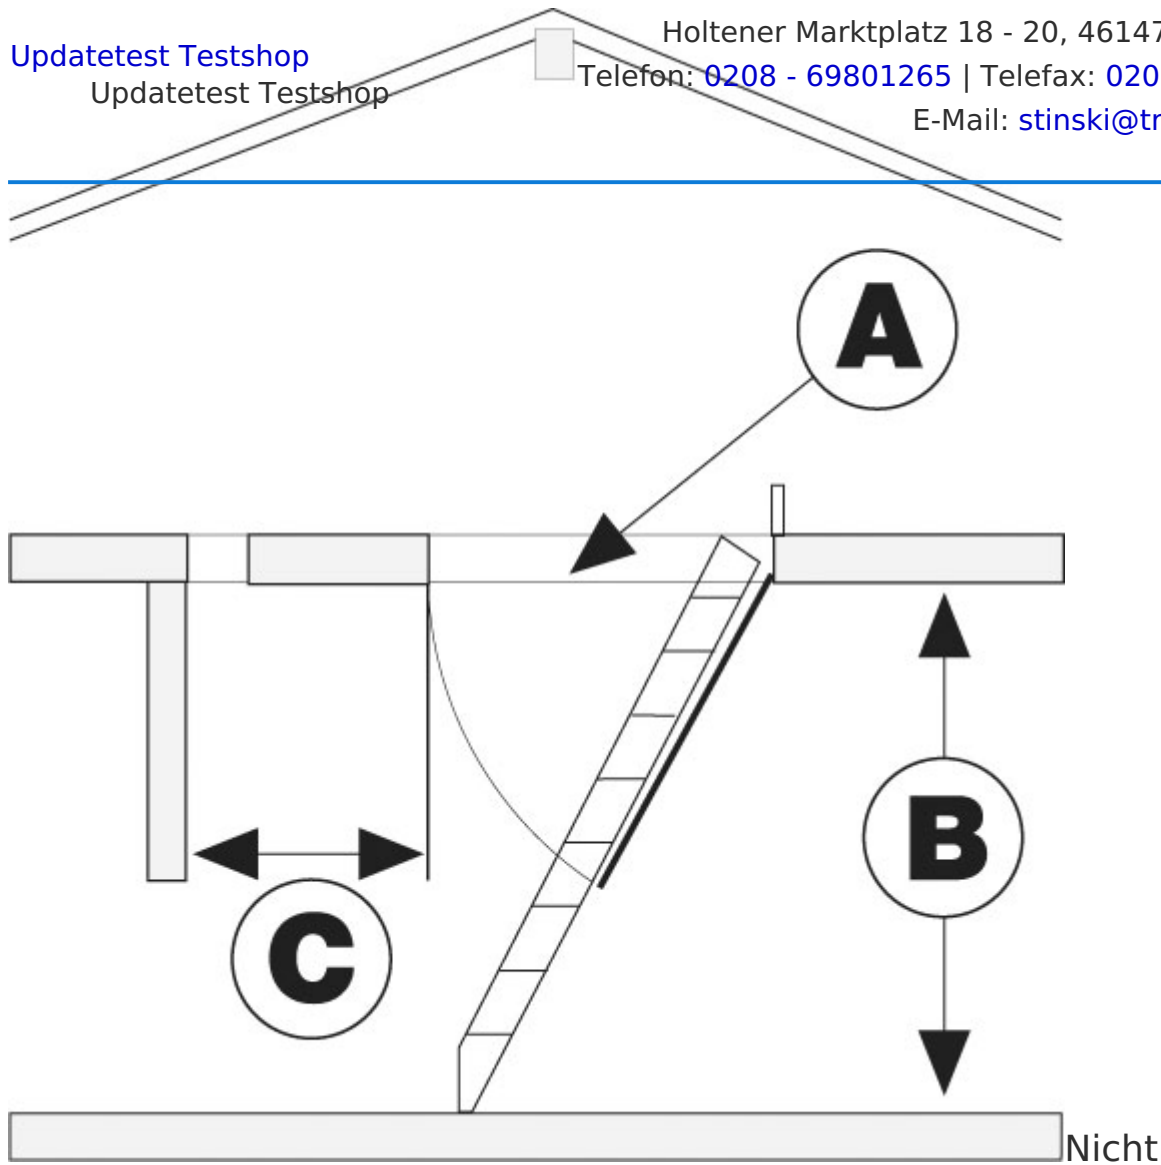 Updatetest Testshop
Updatetest Testshop
Holtener Marktplatz 18 - 20, 46147
Telefon: 0208 - 69801265 | Telefax: 020
E-Mail: stinski@tr
A
B
C
Nicht